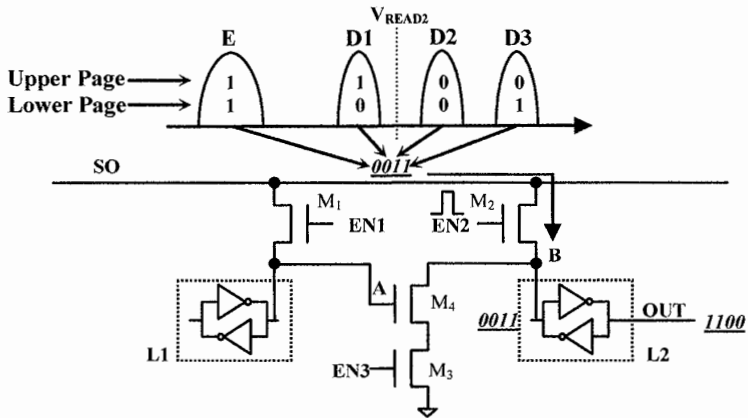 V_READ2
E D1 D2 D3
Upper Page 1 1 0 0
Lower Page 1 0 0 1
0011
SO
M1 EN1 EN2 M2
B
A
M4
0011 OUT 1100
L1 EN3 M3 L2